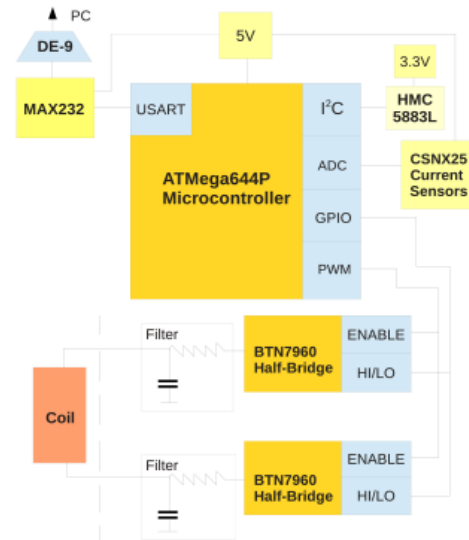 PC
DE-9
5V
3.3V
MAX232
USART
I²C
HMC
5883L
ATMega644P
Microcontroller
ADC
CSNX25
Current
Sensors
GPIO
PWM
Filter
BTN7960
Half-Bridge
ENABLE
HI/LO
Coil
Filter
BTN7960
Half-Bridge
ENABLE
HI/LO